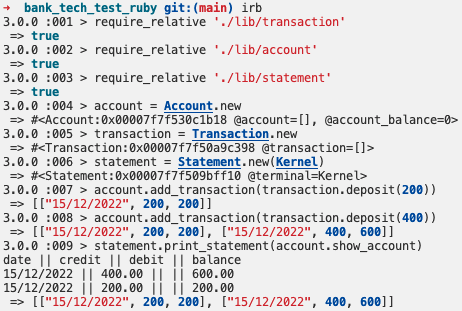 → bank_tech_test_ruby git:(main) irb
3.0.0 :001 > require_relative './lib/transaction'
 => true
3.0.0 :002 > require_relative './lib/account'
 => true
3.0.0 :003 > require_relative './lib/statement'
 => true
3.0.0 :004 > account = Account.new
 => #<Account:0x00007f7f530c1b18 @account=[], @account_balance=0>
3.0.0 :005 > transaction = Transaction.new
 => #<Transaction:0x00007f7f50a9c398 @transaction=[]>
3.0.0 :006 > statement = Statement.new(Kernel)
 => #<Statement:0x00007f7f509bff10 @terminal=Kernel>
3.0.0 :007 > account.add_transaction(transaction.deposit(200))
 => [["15/12/2022", 200, 200]]
3.0.0 :008 > account.add_transaction(transaction.deposit(400))
 => [["15/12/2022", 200, 200], ["15/12/2022", 400, 600]]
3.0.0 :009 > statement.print_statement(account.show_account)
date || credit || debit || balance
15/12/2022 || 400.00 || || 600.00
15/12/2022 || 200.00 || || 200.00
 => [["15/12/2022", 200, 200], ["15/12/2022", 400, 600]]